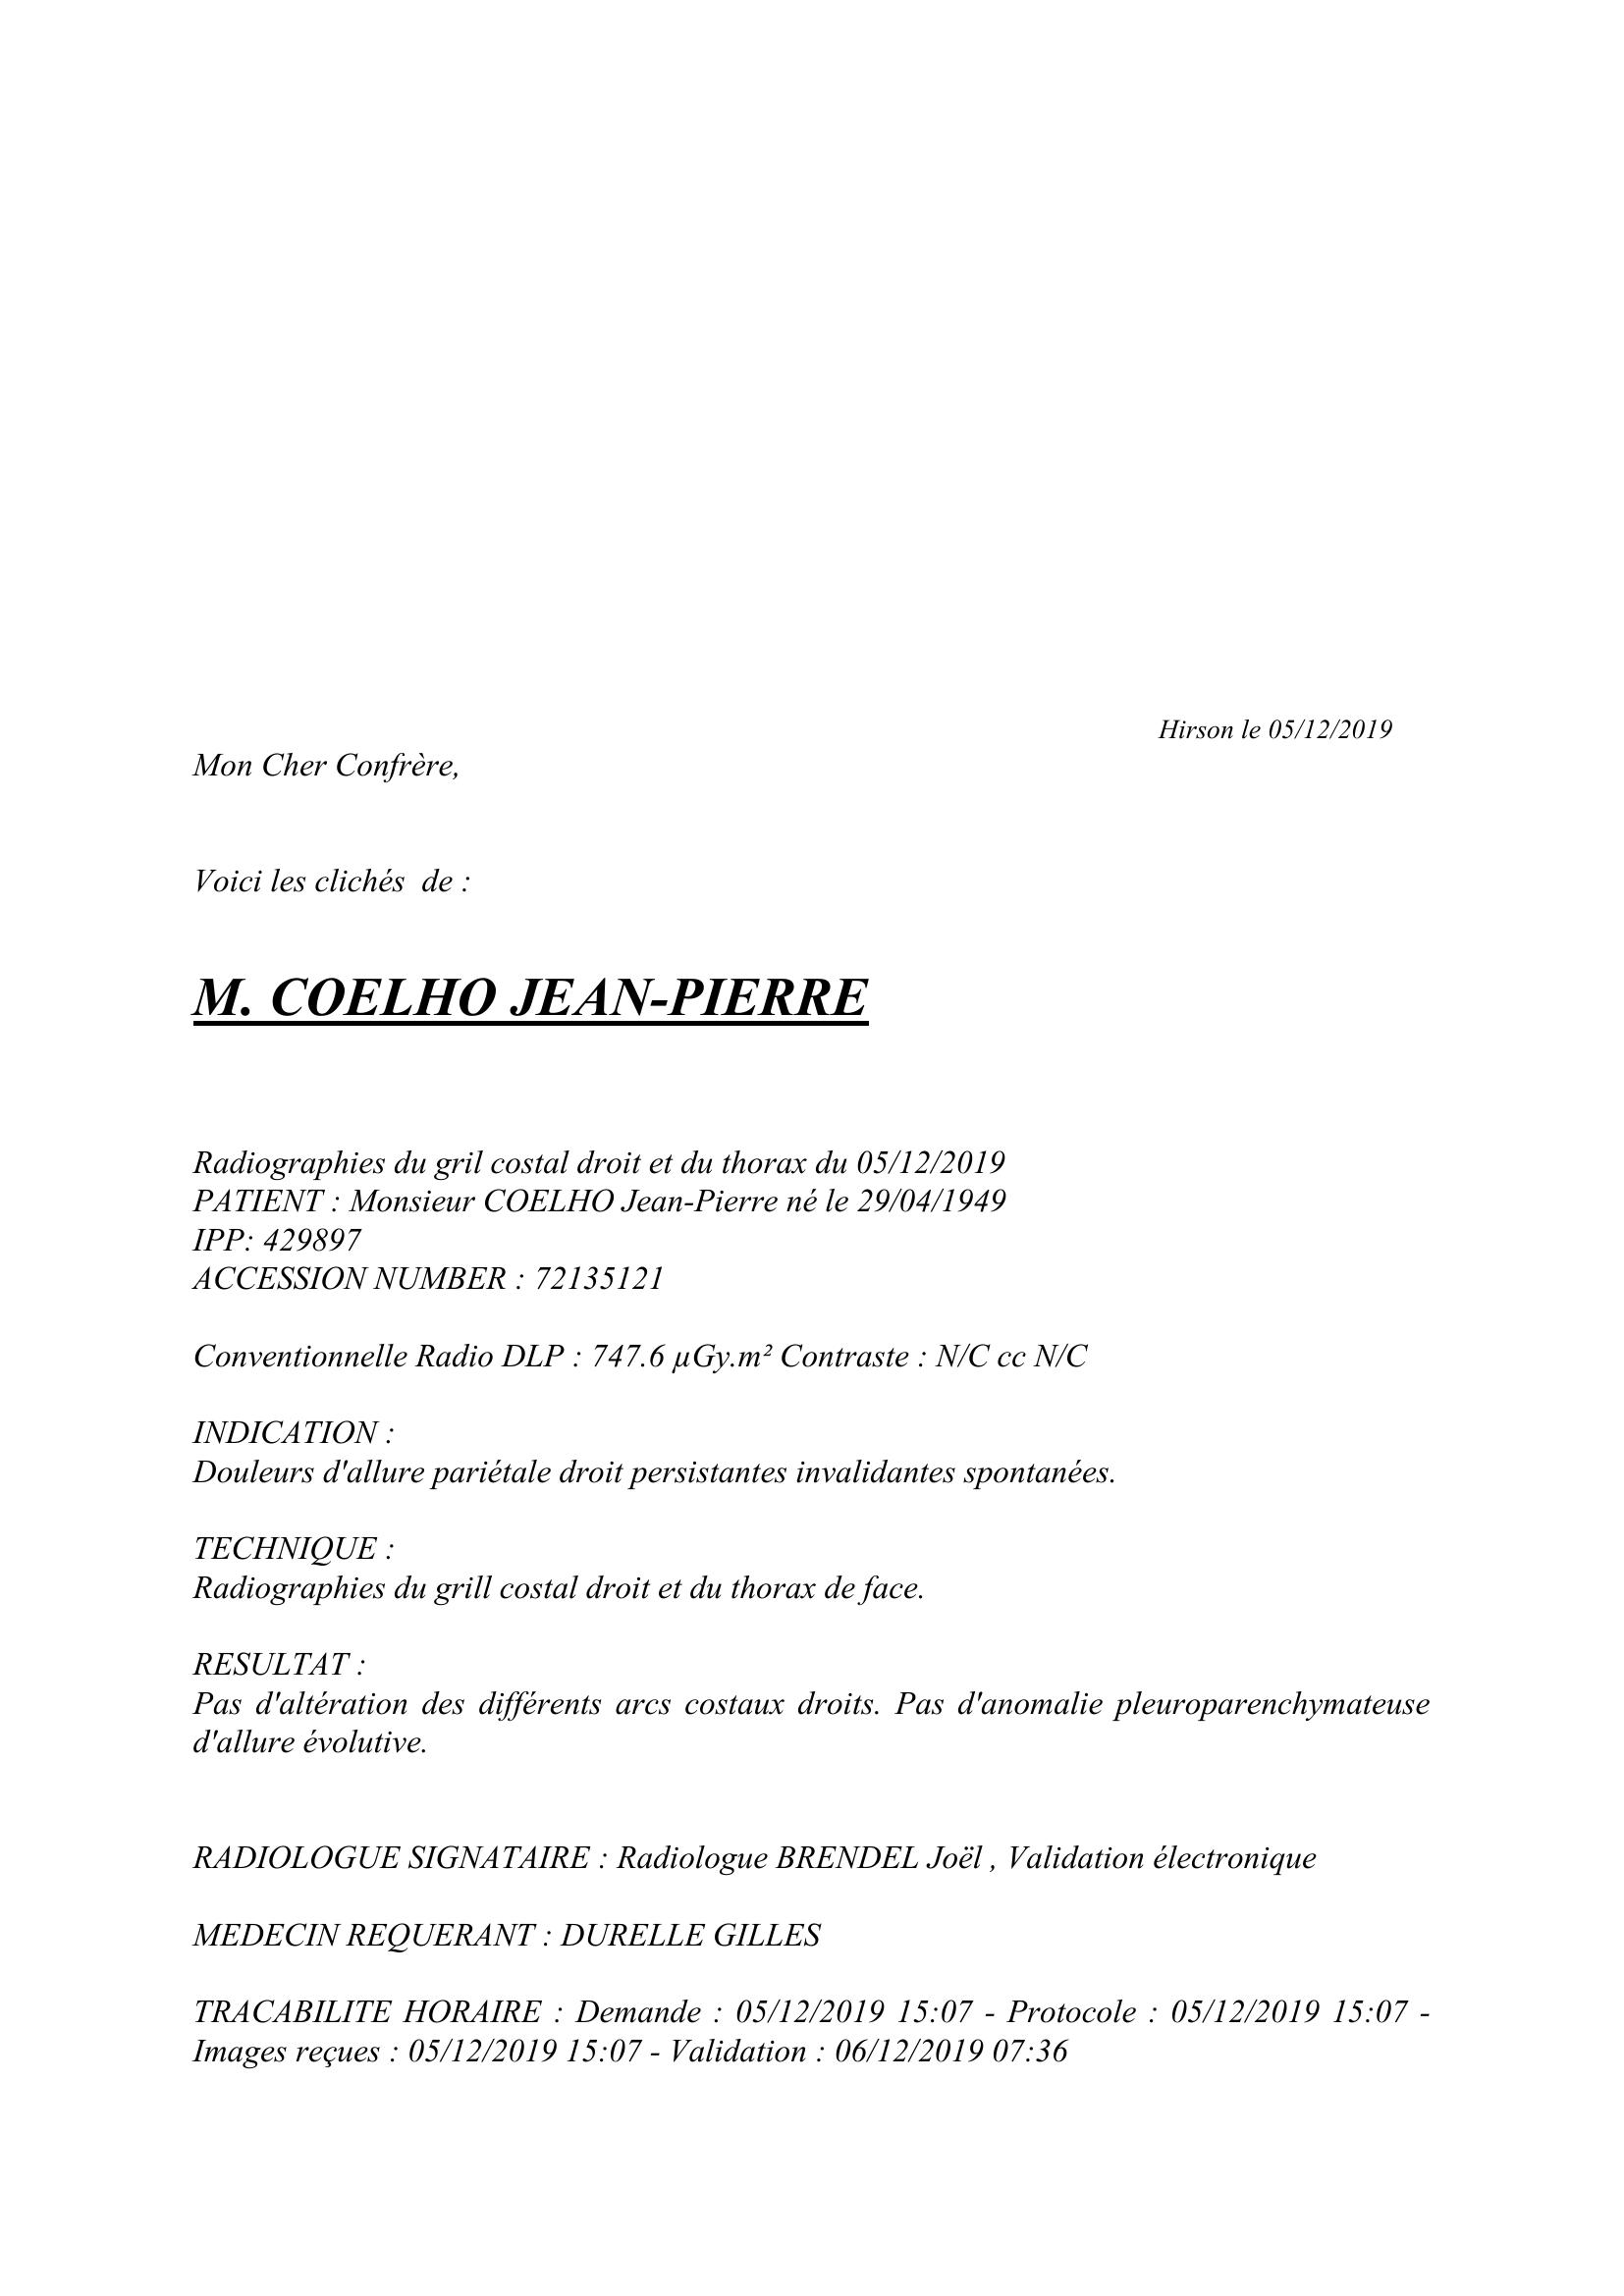 Hirson le 05/12/2019
Mon Cher Confrère,
Voici les clichés  de :
M. COELHO JEAN-PIERRE
Radiographies du gril costal droit et du thorax du 05/12/2019
PATIENT : Monsieur COELHO Jean-Pierre né le 29/04/1949
IPP: 429897
ACCESSION NUMBER : 72135121
Conventionnelle Radio DLP : 747.6 µGy.m² Contraste : N/C cc N/C
INDICATION :
Douleurs d'allure pariétale droit persistantes invalidantes spontanées.
TECHNIQUE :
Radiographies du grill costal droit et du thorax de face.
RESULTAT :
Pas d'altération des différents arcs costaux droits. Pas d'anomalie pleuroparenchymateuse
d'allure évolutive.
RADIOLOGUE SIGNATAIRE : Radiologue BRENDEL Joël , Validation électronique
MEDECIN REQUERANT : DURELLE GILLES
TRACABILITE HORAIRE : Demande : 05/12/2019 15:07 - Protocole : 05/12/2019 15:07 -
Images reçues : 05/12/2019 15:07 - Validation : 06/12/2019 07:36